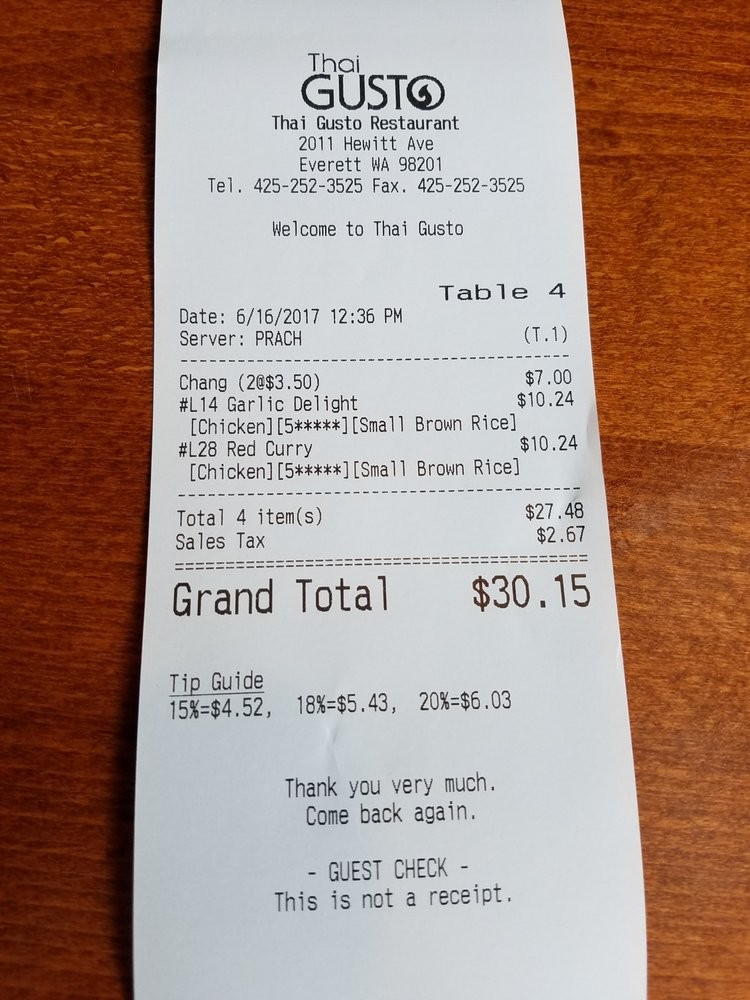 Thai
GUSTO
Thai Gusto Restaurant
2011 Hewitt Ave
Everett WA 98201
Tel. 425-252-3525 Fax. 425-252-3525
Welcome to Thai Gusto
Table 4
Date: 6/16/2017 12:36 PM
Server: PRACH (T.1)
Chang (2@$3.50) $7.00
#L14 Garlic Delight $10.24
[Chicken][5*****][Small Brown Rice]
#L28 Red Curry $10.24
[Chicken][5*****][Small Brown Rice]
Total 4 item(s) $27.48
Sales Tax $2.67
Grand Total $30.15
Tip Guide
15%=$4.52, 18%=$5.43, 20%=$6.03
Thank you very much.
Come back again.
- GUEST CHECK -
This is not a receipt.